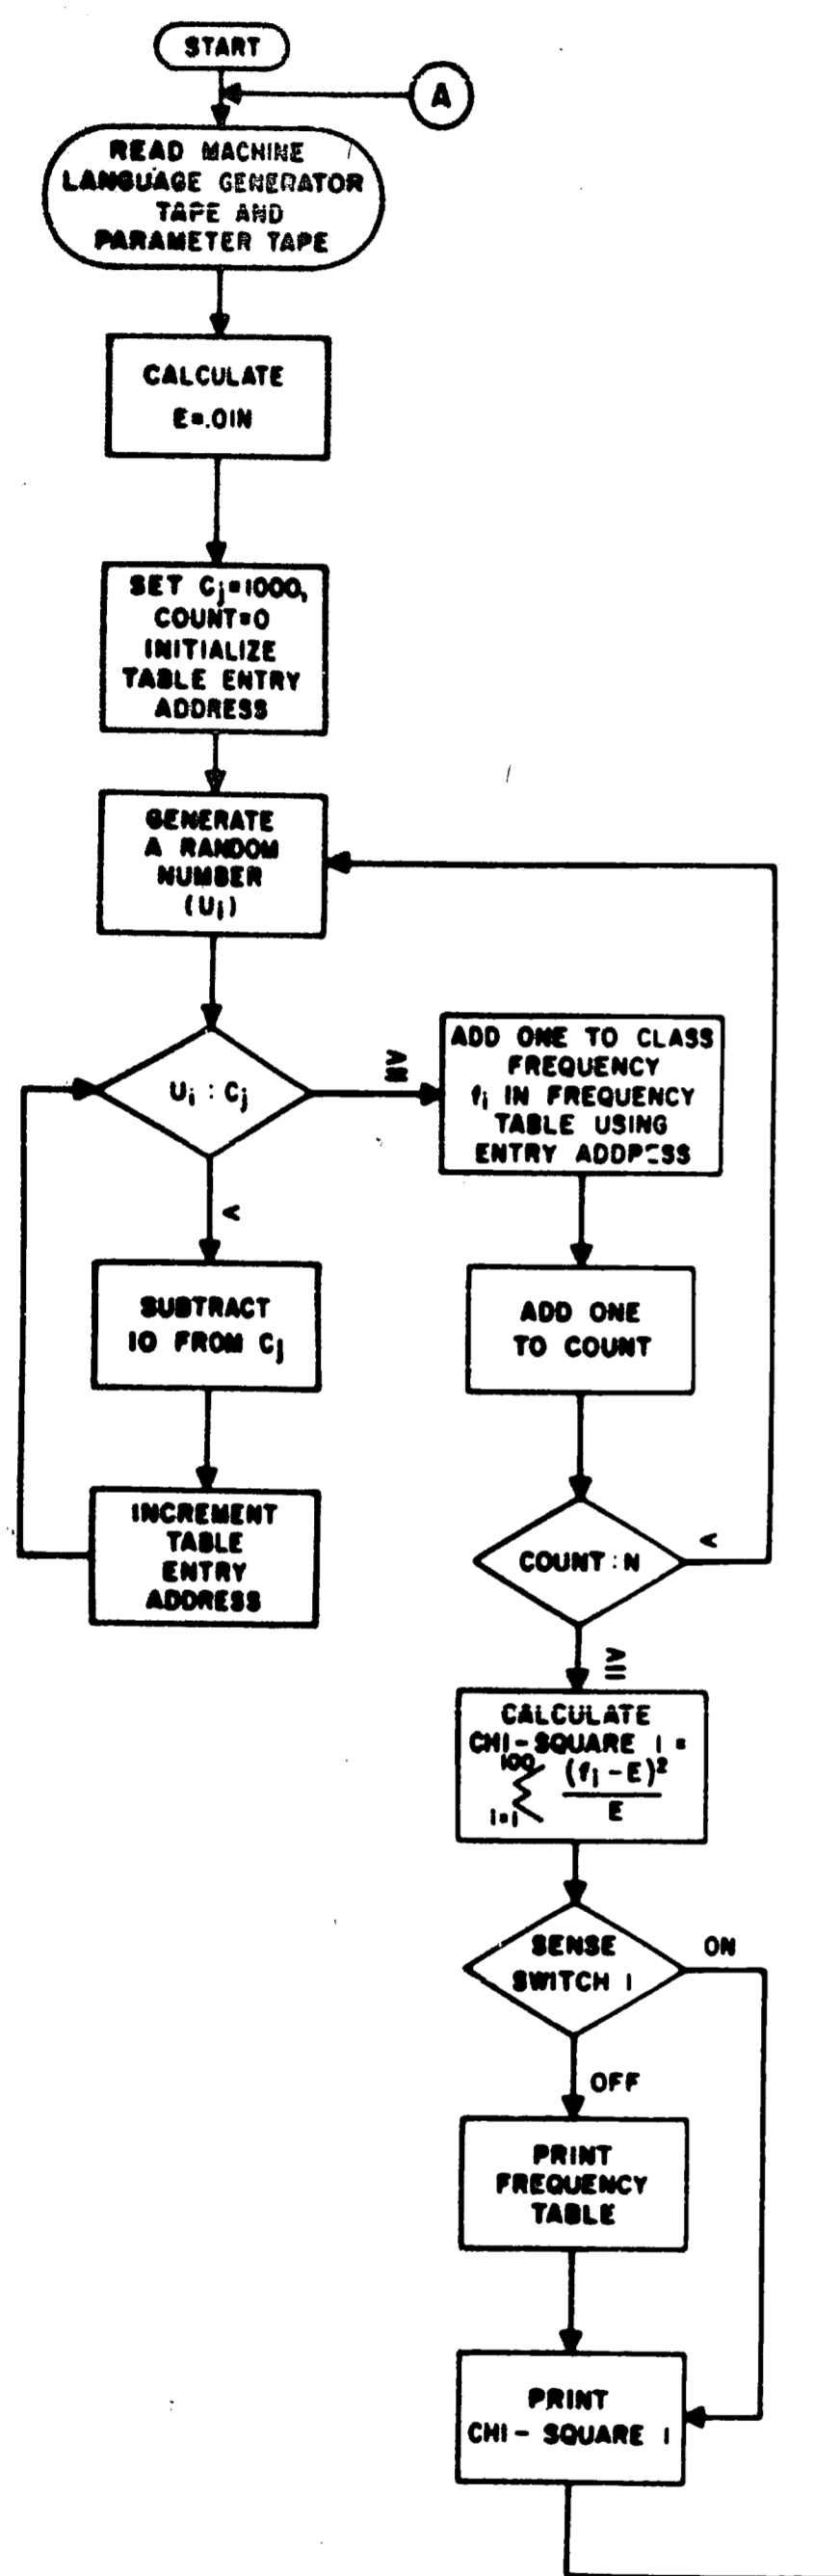 START
A
READ MACHINE
LANGUAGE GENERATOR
TAPE AND
PARAMETER TAPE
CALCULATE
E=.01N
SET Cj=1000,
COUNT=0
INITIALIZE
TABLE ENTRY
ADDRESS
GENERATE
A RANDOM
NUMBER
(Ui)
Ui : Cj
≥
ADD ONE TO CLASS
FREQUENCY
fi IN FREQUENCY
TABLE USING
ENTRY ADDRESS
<
SUBTRACT
10 FROM Cj
ADD ONE
TO COUNT
INCREMENT
TABLE
ENTRY
ADDRESS
COUNT : N
<
≥
CALCULATE
CHI-SQUARE 1 =
100
∑ (fi - E)²
i=1 E
SENSE
SWITCH 1
ON
OFF
PRINT
FREQUENCY
TABLE
PRINT
CHI - SQUARE 1